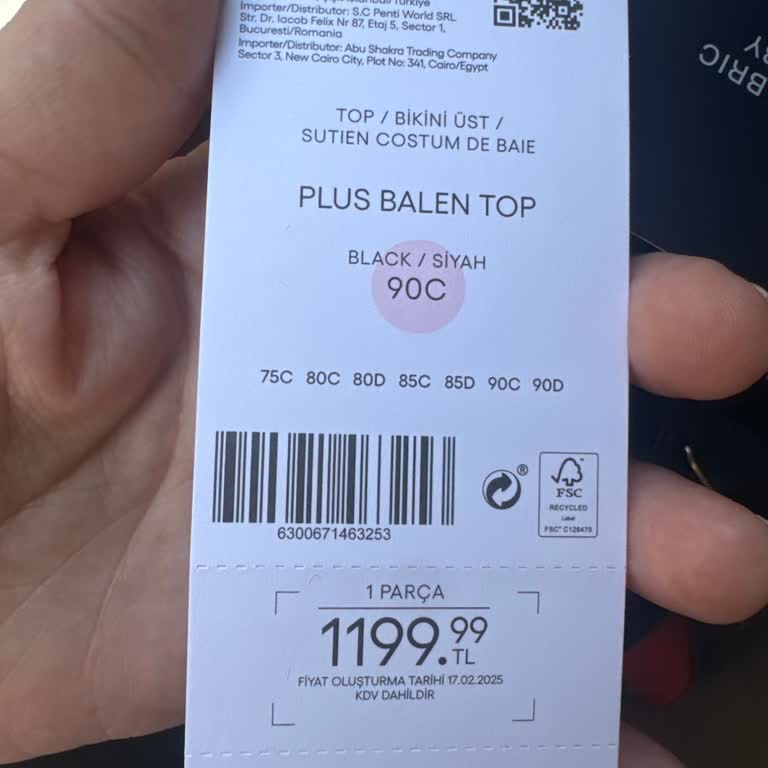 Importer/Distributor: S.C Penti World SRL
Str. Dr. Iacob Felix Nr 87, Etaj 5, Sector 1,
Bucuresti/Romania
Importer/Distributor: Abu Shakra Trading Company
Sector 3, New Cairo City, Plot No: 341, Cairo/Egypt
TOP / BİKİNİ ÜST /
SUTIEN COSTUM DE BAIE
PLUS BALEN TOP
BLACK / SİYAH
90C
75C 80C 80D 85C 85D 90C 90D
6300671463253
®
FSC
RECYCLED
Label
FSC® C126470
1 PARÇA
1199.99
TL
FİYAT OLUŞTURMA TARİHİ 17.02.2025
KDV DAHİLDİR